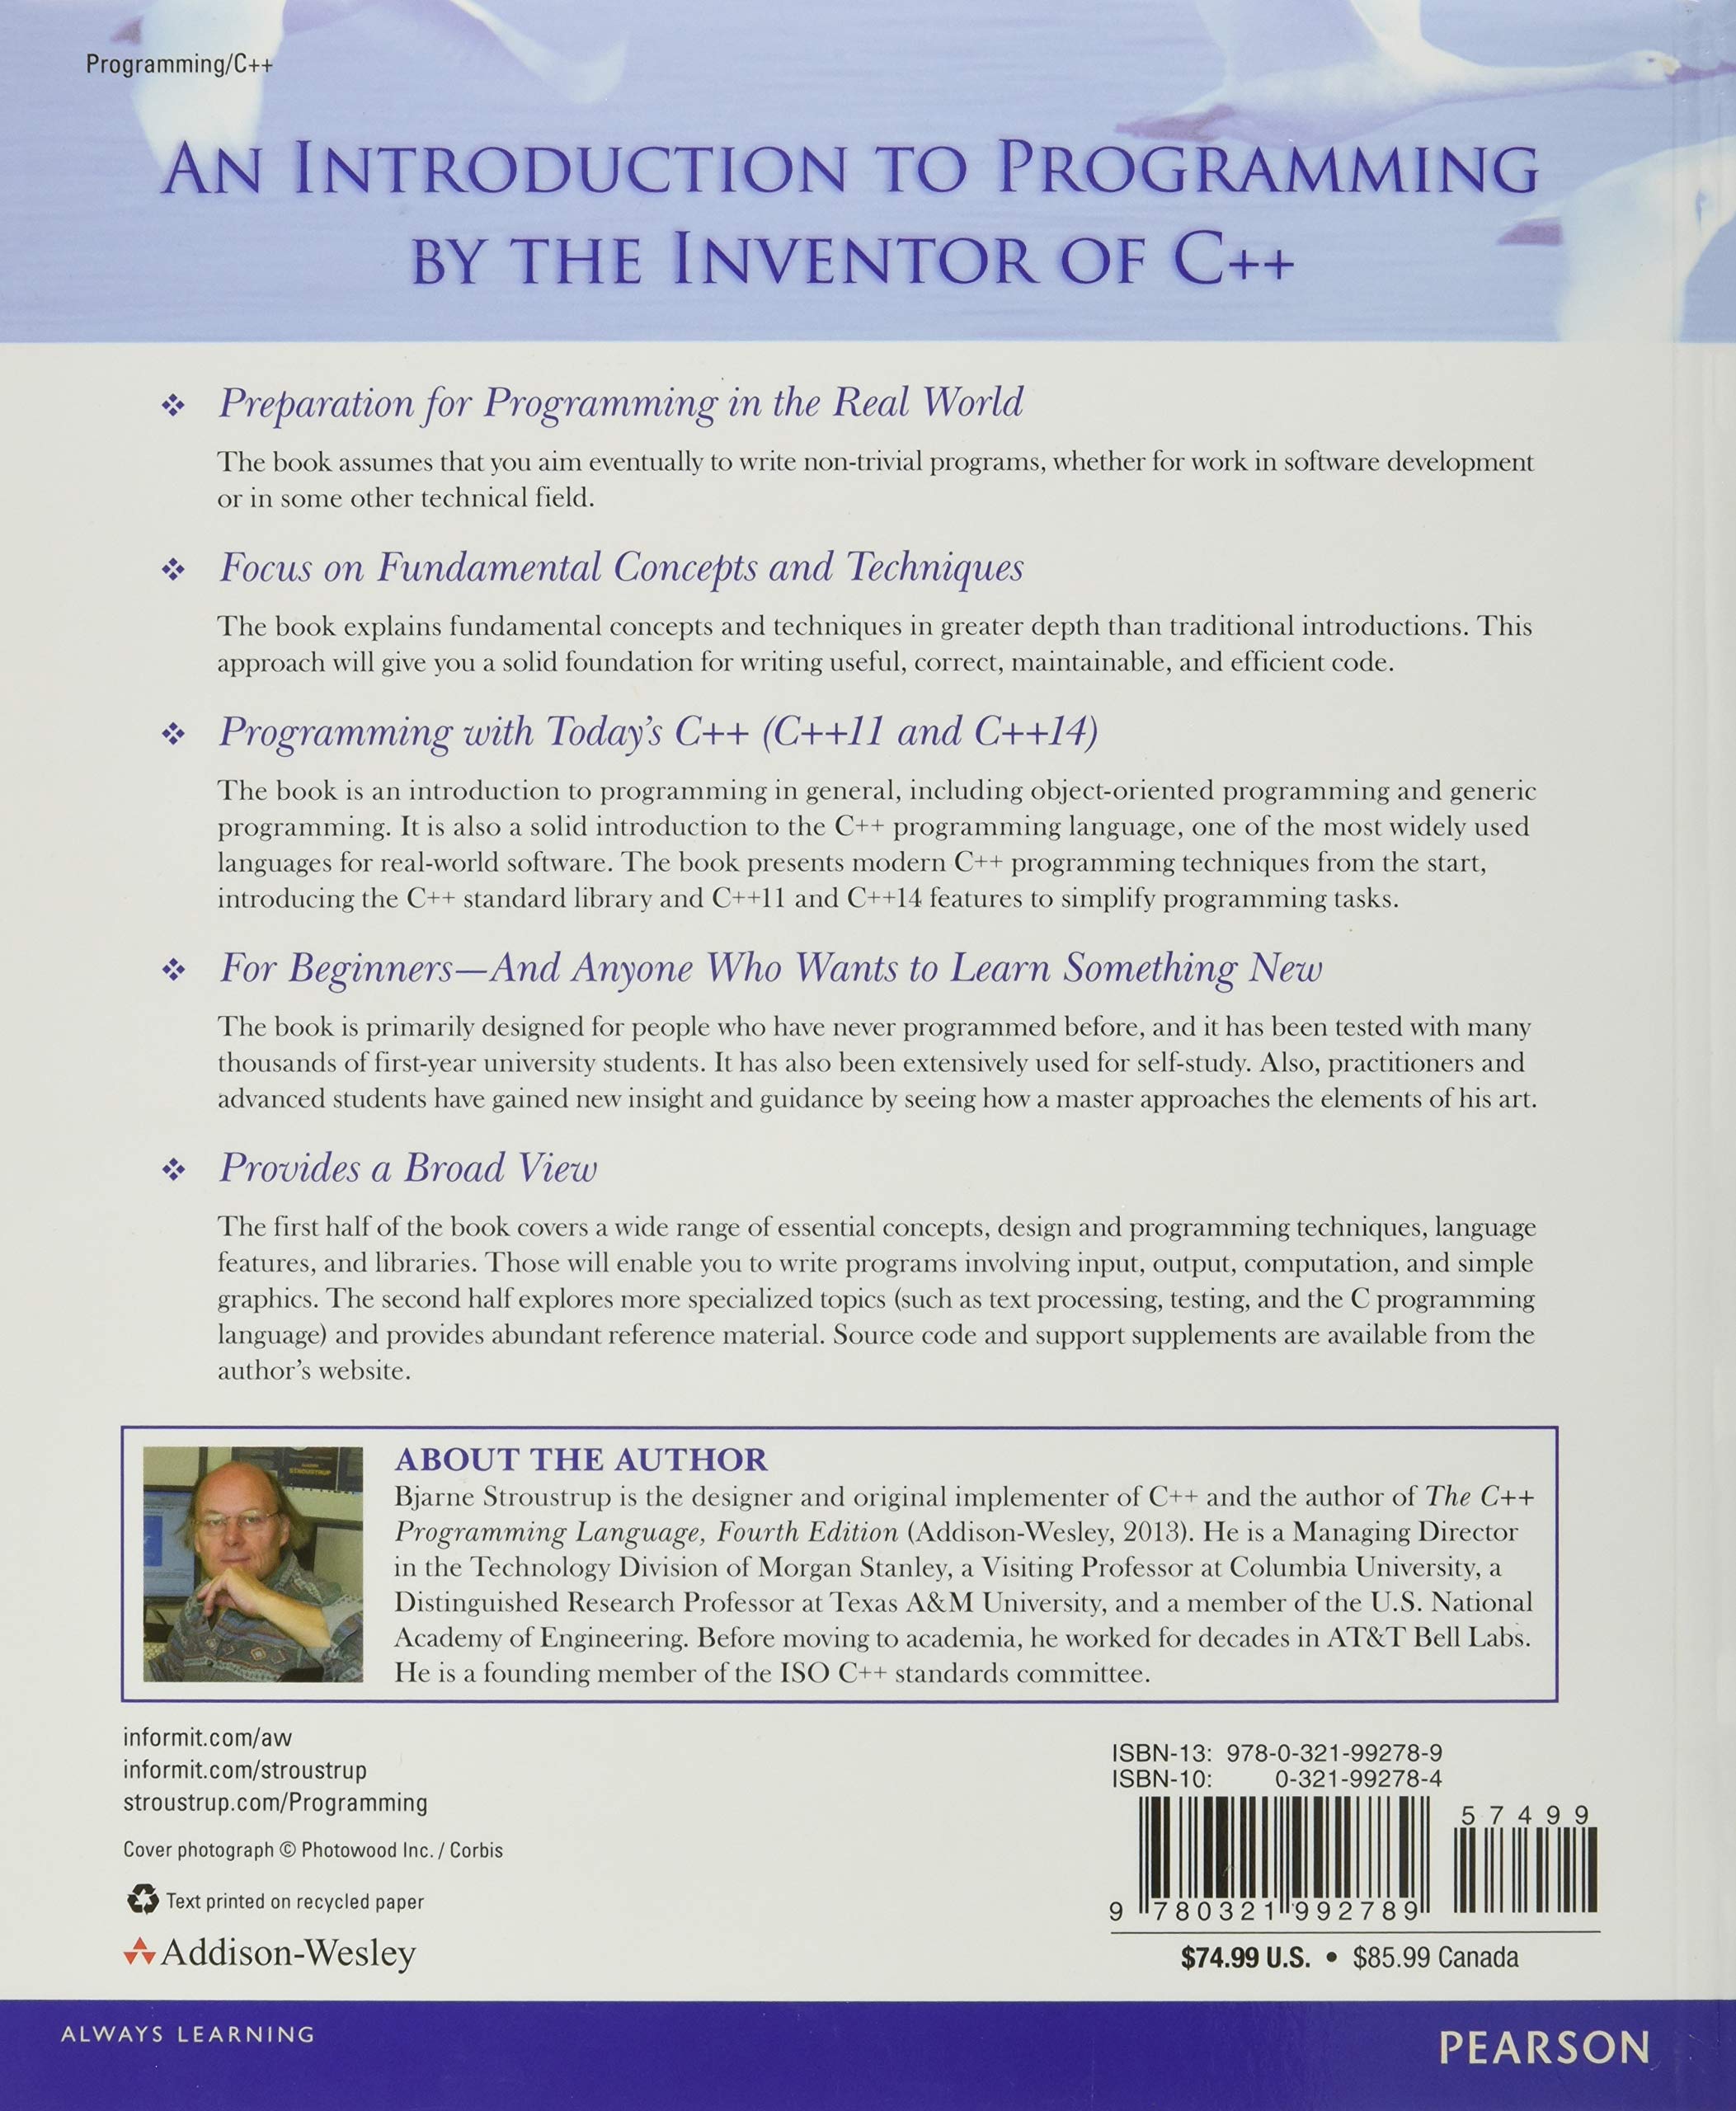 Programming/C++
AN INTRODUCTION TO PROGRAMMING
BY THE INVENTOR OF C++
❖ Preparation for Programming in the Real World
The book assumes that you aim eventually to write non-trivial programs, whether for work in software development
or in some other technical field.
❖ Focus on Fundamental Concepts and Techniques
The book explains fundamental concepts and techniques in greater depth than traditional introductions. This
approach will give you a solid foundation for writing useful, correct, maintainable, and efficient code.
❖ Programming with Today's C++ (C++11 and C++14)
The book is an introduction to programming in general, including object-oriented programming and generic
programming. It is also a solid introduction to the C++ programming language, one of the most widely used
languages for real-world software. The book presents modern C++ programming techniques from the start,
introducing the C++ standard library and C++11 and C++14 features to simplify programming tasks.
❖ For Beginners—And Anyone Who Wants to Learn Something New
The book is primarily designed for people who have never programmed before, and it has been tested with many
thousands of first-year university students. It has also been extensively used for self-study. Also, practitioners and
advanced students have gained new insight and guidance by seeing how a master approaches the elements of his art.
❖ Provides a Broad View
The first half of the book covers a wide range of essential concepts, design and programming techniques, language
features, and libraries. Those will enable you to write programs involving input, output, computation, and simple
graphics. The second half explores more specialized topics (such as text processing, testing, and the C programming
language) and provides abundant reference material. Source code and support supplements are available from the
author's website.
STROUSTRUP
ABOUT THE AUTHOR
Bjarne Stroustrup is the designer and original implementer of C++ and the author of The C++
Programming Language, Fourth Edition (Addison-Wesley, 2013). He is a Managing Director
in the Technology Division of Morgan Stanley, a Visiting Professor at Columbia University, a
Distinguished Research Professor at Texas A&M University, and a member of the U.S. National
Academy of Engineering. Before moving to academia, he worked for decades in AT&T Bell Labs.
He is a founding member of the ISO C++ standards committee.
informit.com/aw
informit.com/stroustrup
stroustrup.com/Programming
Cover photograph © Photowood Inc. / Corbis
Text printed on recycled paper
Addison-Wesley
ISBN-13: 978-0-321-99278-9
ISBN-10: 0-321-99278-4
57499
9 780321 992789
$74.99 U.S. • $85.99 Canada
ALWAYS LEARNING
PEARSON